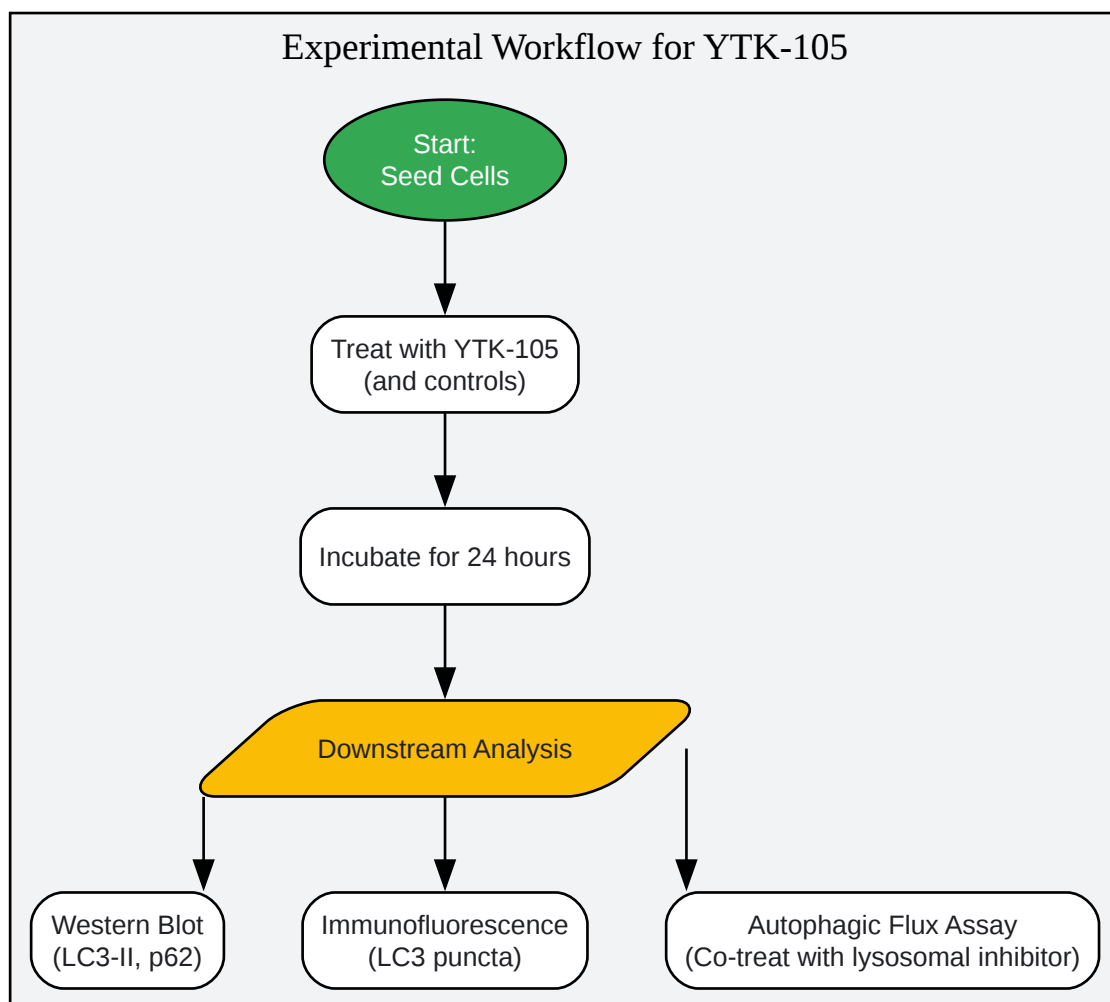 Experimental Workflow for YTK-105
Start:
Seed Cells
Treat with YTK-105
(and controls)
Incubate for 24 hours
Downstream Analysis
Western Blot
(LC3-II, p62)
Immunofluorescence
(LC3 puncta)
Autophagic Flux Assay
(Co-treat with lysosomal inhibitor)